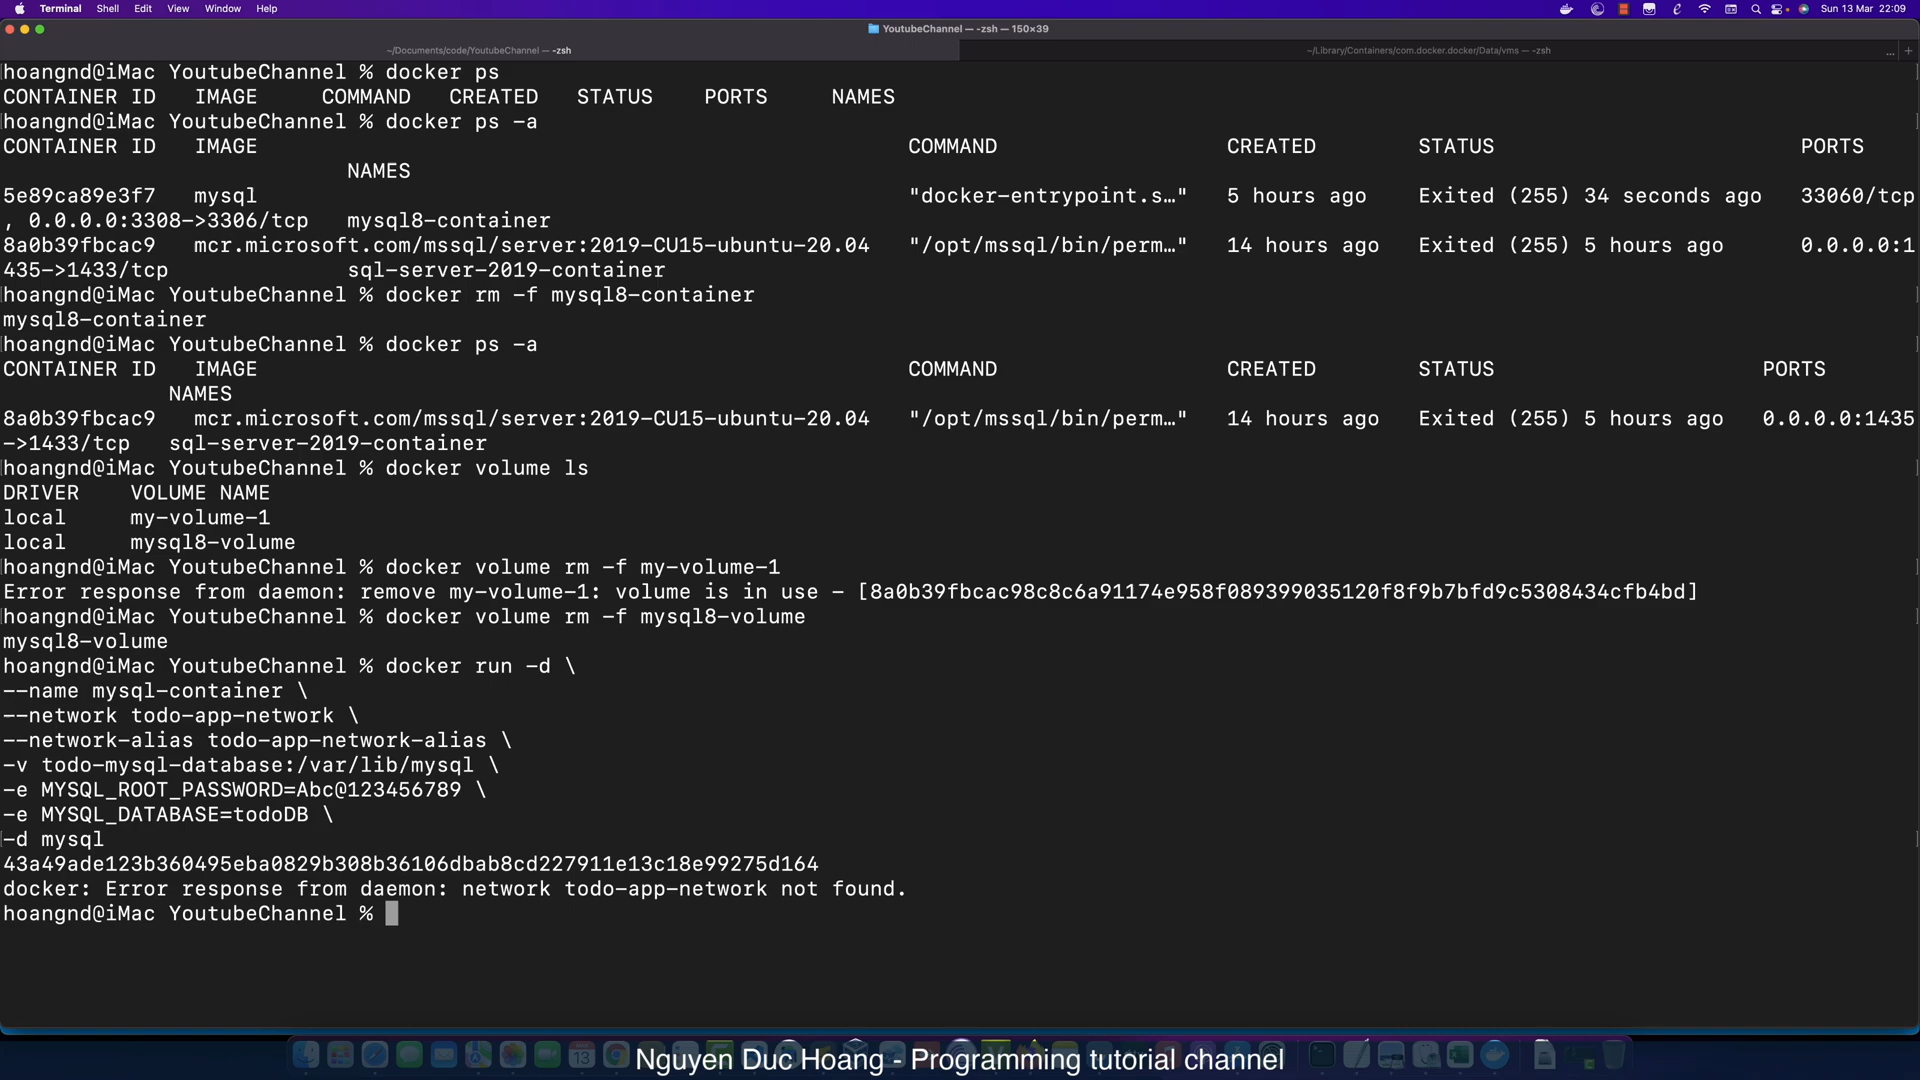 Terminal Shell Edit View Window Help Sun 13 Mar 22:09
YoutubeChannel — -zsh — 150×39
~/Documents/code/YoutubeChannel — -zsh ~/Library/Containers/com.docker.docker/Data/vms — -zsh ... +
hoangnd@iMac YoutubeChannel % docker ps
CONTAINER ID IMAGE COMMAND CREATED STATUS PORTS NAMES
hoangnd@iMac YoutubeChannel % docker ps -a
CONTAINER ID IMAGE COMMAND CREATED STATUS PORTS
NAMES
5e89ca89e3f7 mysql "docker-entrypoint.s…" 5 hours ago Exited (255) 34 seconds ago 33060/tcp
, 0.0.0.0:3308->3306/tcp mysql8-container
8a0b39fbcac9 mcr.microsoft.com/mssql/server:2019-CU15-ubuntu-20.04 "/opt/mssql/bin/perm…" 14 hours ago Exited (255) 5 hours ago 0.0.0.0:1
435->1433/tcp sql-server-2019-container
hoangnd@iMac YoutubeChannel % docker rm -f mysql8-container
mysql8-container
hoangnd@iMac YoutubeChannel % docker ps -a
CONTAINER ID IMAGE COMMAND CREATED STATUS PORTS
NAMES
8a0b39fbcac9 mcr.microsoft.com/mssql/server:2019-CU15-ubuntu-20.04 "/opt/mssql/bin/perm…" 14 hours ago Exited (255) 5 hours ago 0.0.0.0:1435
->1433/tcp sql-server-2019-container
hoangnd@iMac YoutubeChannel % docker volume ls
DRIVER VOLUME NAME
local my-volume-1
local mysql8-volume
hoangnd@iMac YoutubeChannel % docker volume rm -f my-volume-1
Error response from daemon: remove my-volume-1: volume is in use - [8a0b39fbcac98c8c6a91174e958f089399035120f8f9b7bfd9c5308434cfb4bd]
hoangnd@iMac YoutubeChannel % docker volume rm -f mysql8-volume
mysql8-volume
hoangnd@iMac YoutubeChannel % docker run -d \
--name mysql-container \
--network todo-app-network \
--network-alias todo-app-network-alias \
-v todo-mysql-database:/var/lib/mysql \
-e MYSQL_ROOT_PASSWORD=Abc@123456789 \
-e MYSQL_DATABASE=todoDB \
-d mysql
43a49ade123b360495eba0829b308b36106dbab8cd227911e13c18e99275d164
docker: Error response from daemon: network todo-app-network not found.
hoangnd@iMac YoutubeChannel %
Nguyen Duc Hoang - Programming tutorial channel